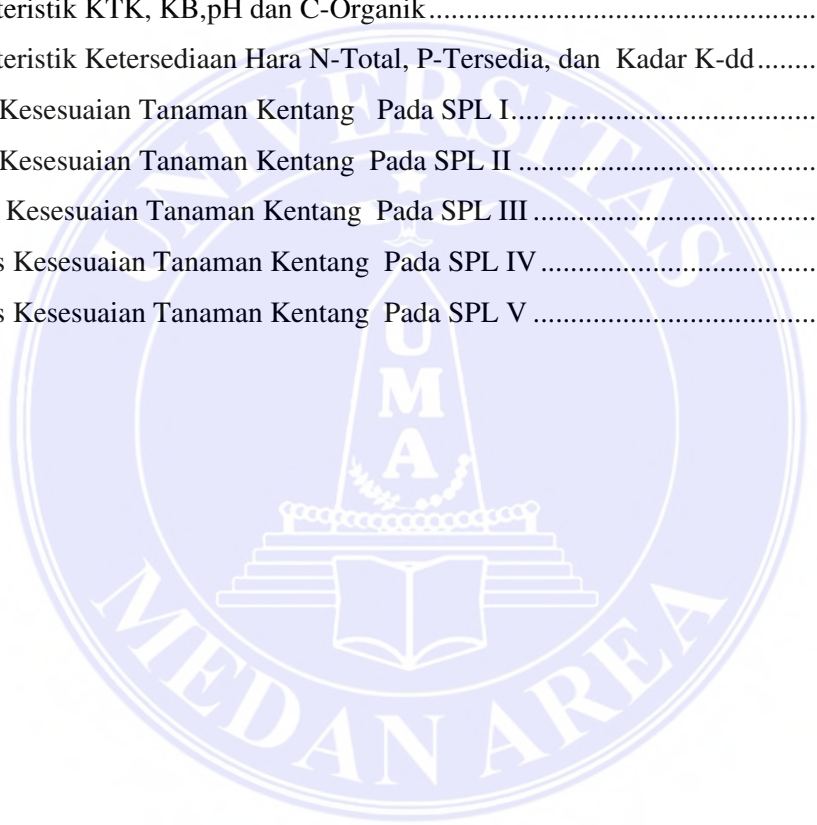 teristik KTK, KB,pH dan C-Organik
teristik Ketersediaan Hara N-Total, P-Tersedia, dan Kadar K-dd
Kesesuaian Tanaman Kentang Pada SPL I
Kesesuaian Tanaman Kentang Pada SPL II
Kesesuaian Tanaman Kentang Pada SPL III
s Kesesuaian Tanaman Kentang Pada SPL IV
s Kesesuaian Tanaman Kentang Pada SPL V
UNIVERSITAS
UMA
MEDAN AREA